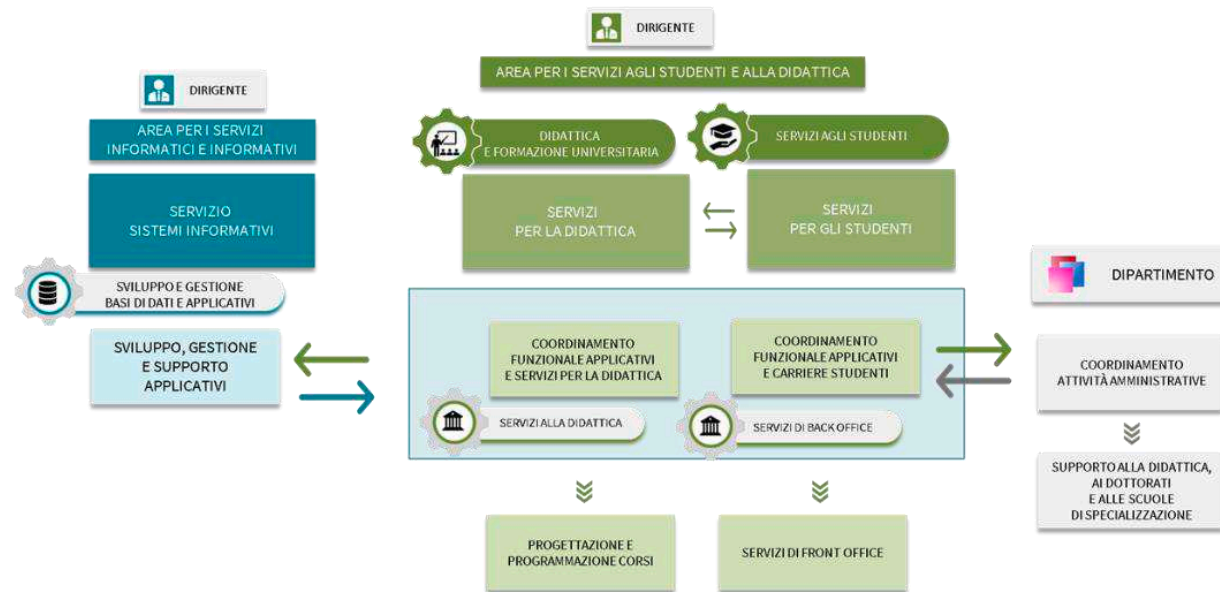 DIRIGENTE
AREA PER I SERVIZI AGLI STUDENTI E ALLA DIDATTICA
DIRIGENTE
AREA PER I SERVIZI
INFORMATICI E INFORMATIVI
SERVIZIO
SISTEMI INFORMATIVI
SVILUPPO E GESTIONE
BASI DI DATI E APPLICATIVI
SVILUPPO, GESTIONE
E SUPPORTO
APPLICATIVI
DIDATTICA
E FORMAZIONE UNIVERSITARIA
SERVIZI AGLI STUDENTI
SERVIZI
PER LA DIDATTICA
SERVIZI
PER GLI STUDENTI
COORDINAMENTO
FUNZIONALE APPLICATIVI
E SERVIZI PER LA DIDATTICA
COORDINAMENTO
FUNZIONALE APPLICATIVI
E CARRIERE STUDENTI
SERVIZI ALLA DIDATTICA
SERVIZI DI BACK OFFICE
PROGETTAZIONE E
PROGRAMMAZIONE CORSI
SERVIZI DI FRONT OFFICE
DIPARTIMENTO
COORDINAMENTO
ATTIVITÀ AMMINISTRATIVE
SUPPORTO ALLA DIDATTICA,
AI DOTTORATI
E ALLE SCUOLE
DI SPECIALIZZAZIONE